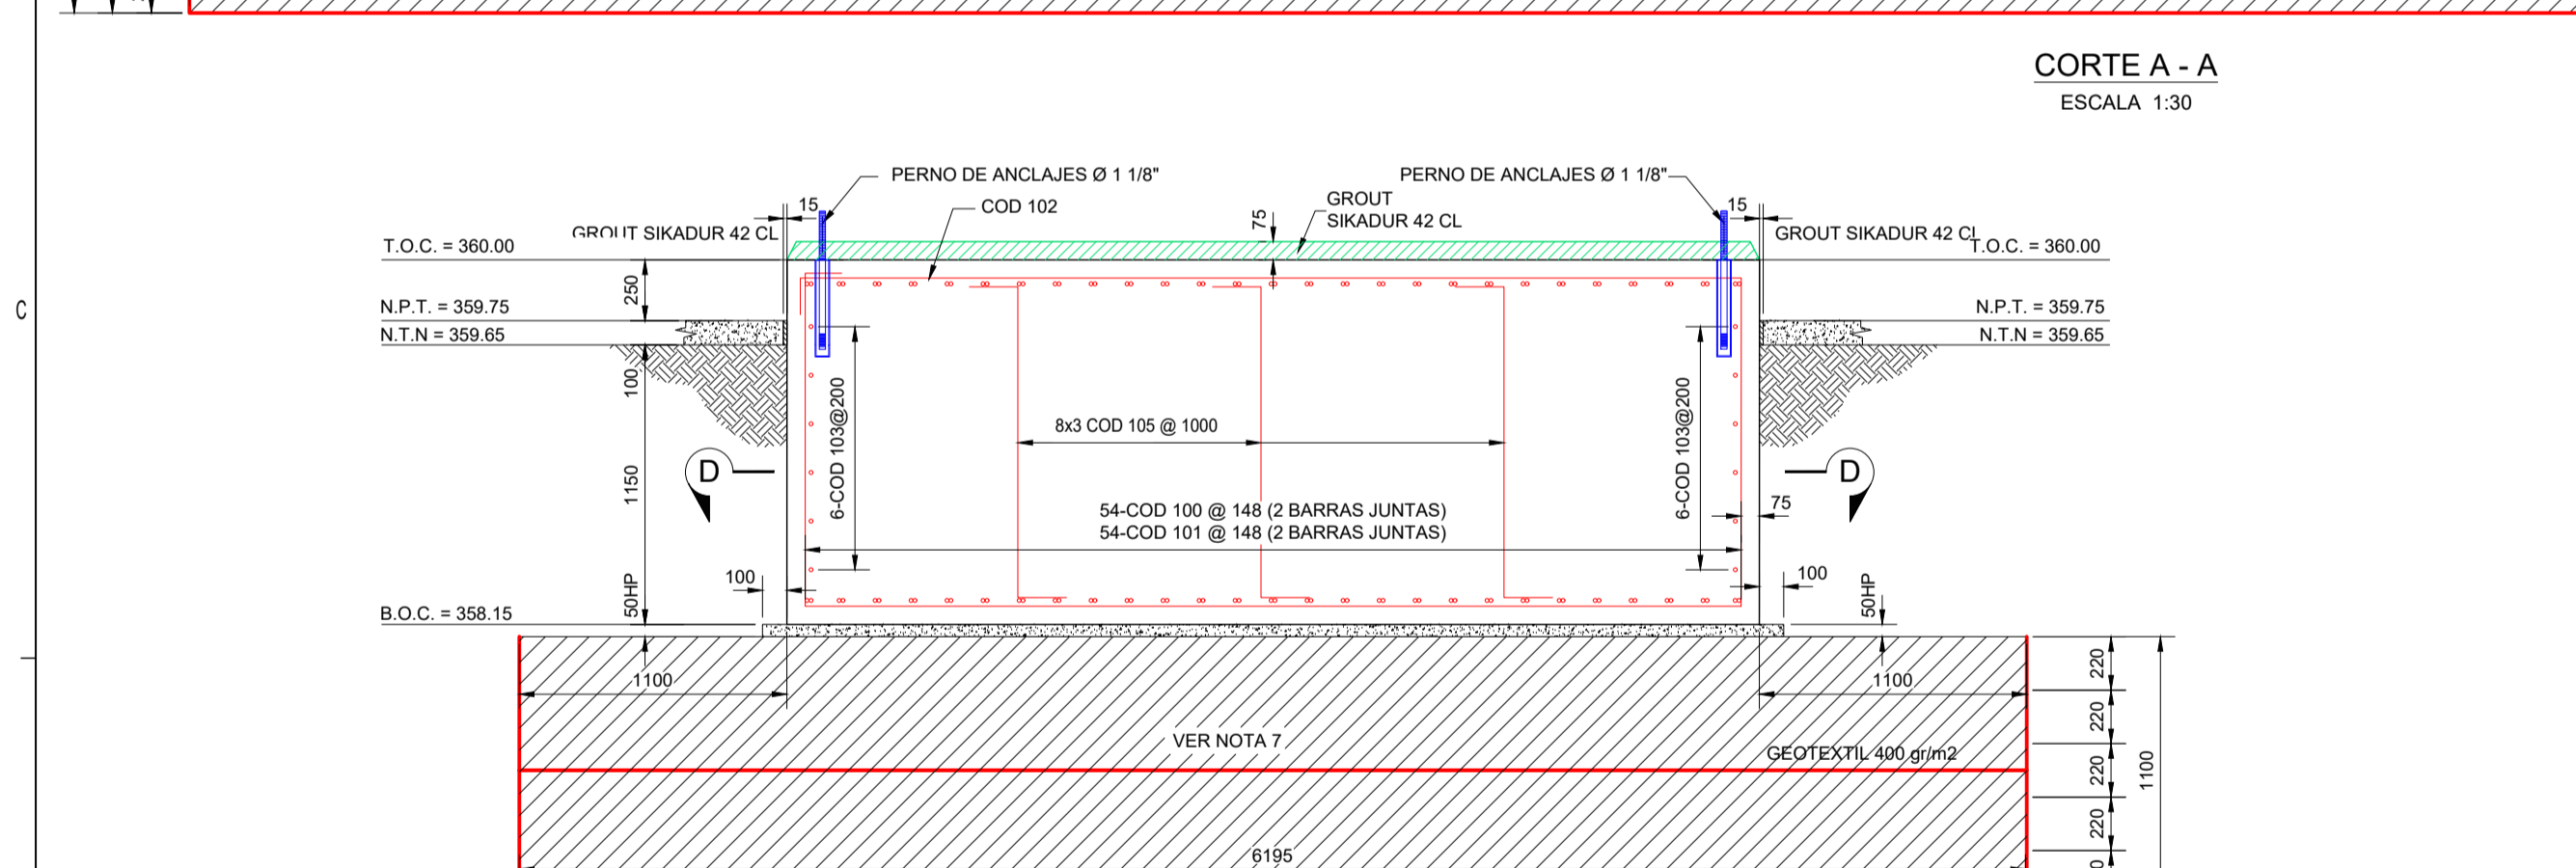 CORTE A - A
ESCALA 1:30
PERNO DE ANCLAJES Ø 1 1/8"
PERNO DE ANCLAJES Ø 1 1/8"
COD 102
GROUT
SIKADUR 42 CL
15
75
15
GROUT SIKADUR 42 CL
GROUT SIKADUR 42 CL
T.O.C. = 360.00
T.O.C. = 360.00
250
N.P.T. = 359.75
N.P.T. = 359.75
N.T.N = 359.65
N.T.N = 359.65
C
100
6-COD 103@200
6-COD 103@200
8x3 COD 105 @ 1000
D
D
1150
75
54-COD 100 @ 148 (2 BARRAS JUNTAS)
54-COD 101 @ 148 (2 BARRAS JUNTAS)
100
100
50HP
50HP
B.O.C. = 358.15
1100
1100
220
220
220
220
1100
VER NOTA 7
GEOTEXTIL 400 gr/m2
6195